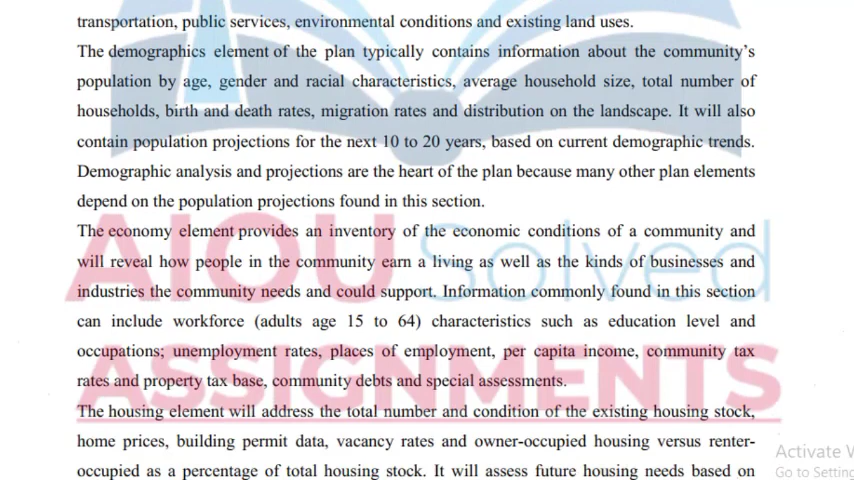 transportation, public services, environmental conditions and existing land uses.
The demographics element of the plan typically contains information about the community's
population by age, gender and racial characteristics, average household size, total number of
households, birth and death rates, migration rates and distribution on the landscape. It will also
contain population projections for the next 10 to 20 years, based on current demographic trends.
Demographic analysis and projections are the heart of the plan because many other plan elements
depend on the population projections found in this section.
The economy element provides an inventory of the economic conditions of a community and
will reveal how people in the community earn a living as well as the kinds of businesses and
industries the community needs and could support. Information commonly found in this section
can include workforce (adults age 15 to 64) characteristics such as education level and
occupations; unemployment rates, places of employment, per capita income, community tax
rates and property tax base, community debts and special assessments.
The housing element will address the total number and condition of the existing housing stock,
home prices, building permit data, vacancy rates and owner-occupied housing versus renter-
occupied as a percentage of total housing stock. It will assess future housing needs based on
AIOU Solved
ASSIGNMENTS
Activate
Go to Setting